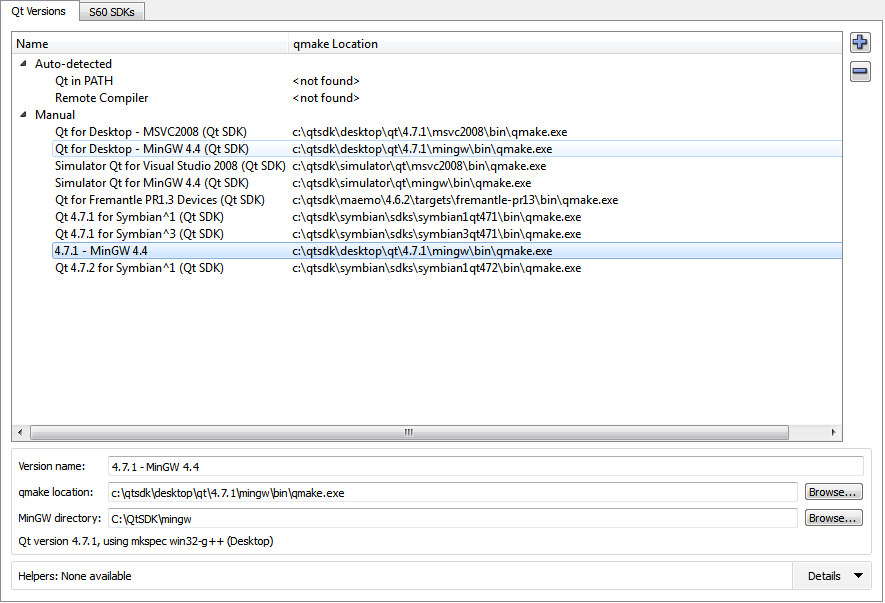 Qt Versions S60 SDKs
Name qmake Location
Auto-detected
Qt in PATH <not found>
Remote Compiler <not found>
Manual
Qt for Desktop - MSVC2008 (Qt SDK) c:\qtsdk\desktop\qt\4.7.1\msvc2008\bin\qmake.exe
Qt for Desktop - MinGW 4.4 (Qt SDK) c:\qtsdk\desktop\qt\4.7.1\mingw\bin\qmake.exe
Simulator Qt for Visual Studio 2008 (Qt SDK) c:\qtsdk\simulator\qt\msvc2008\bin\qmake.exe
Simulator Qt for MinGW 4.4 (Qt SDK) c:\qtsdk\simulator\qt\mingw\bin\qmake.exe
Qt for Fremantle PR1.3 Devices (Qt SDK) c:\qtsdk\maemo\4.6.2\targets\fremantle-pr13\bin\qmake.exe
Qt 4.7.1 for Symbian^1 (Qt SDK) c:\qtsdk\symbian\sdks\symbian1qt471\bin\qmake.exe
Qt 4.7.1 for Symbian^3 (Qt SDK) c:\qtsdk\symbian\sdks\symbian3qt471\bin\qmake.exe
4.7.1 - MinGW 4.4 c:\qtsdk\desktop\qt\4.7.1\mingw\bin\qmake.exe
Qt 4.7.2 for Symbian^1 (Qt SDK) c:\qtsdk\symbian\sdks\symbian1qt472\bin\qmake.exe
Version name: 4.7.1 - MinGW 4.4
qmake location: c:\qtsdk\desktop\qt\4.7.1\mingw\bin\qmake.exe Browse...
MinGW directory: C:\QtSDK\mingw Browse...
Qt version 4.7.1, using mkspec win32-g++ (Desktop)
Helpers: None available Details